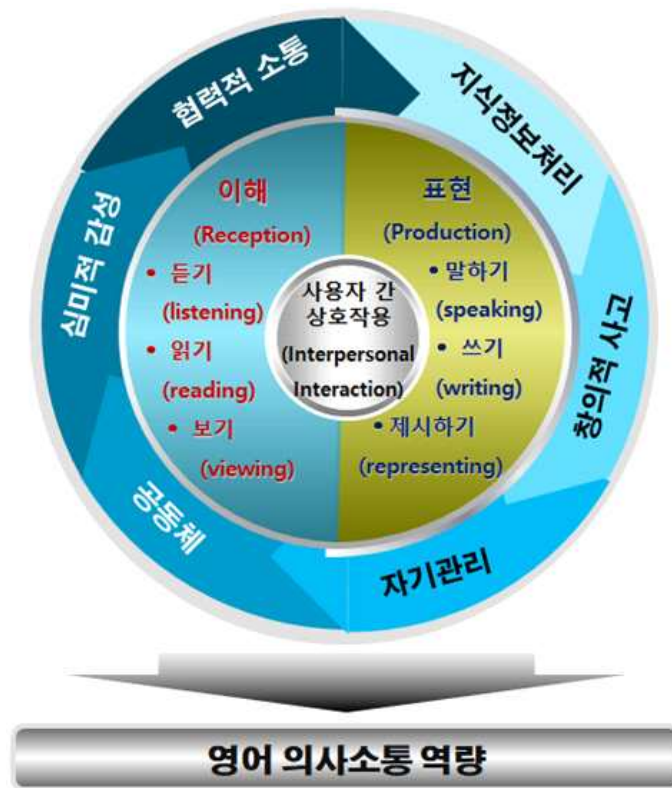 협력적 소통
지식정보처리
창의적 사고
자기관리
공동체
심미적 감성
이해
(Reception)
• 듣기
(listening)
• 읽기
(reading)
• 보기
(viewing)
사용자 간
상호작용
(Interpersonal
Interaction)
표현
(Production)
• 말하기
(speaking)
• 쓰기
(writing)
• 제시하기
(representing)
영어 의사소통 역량